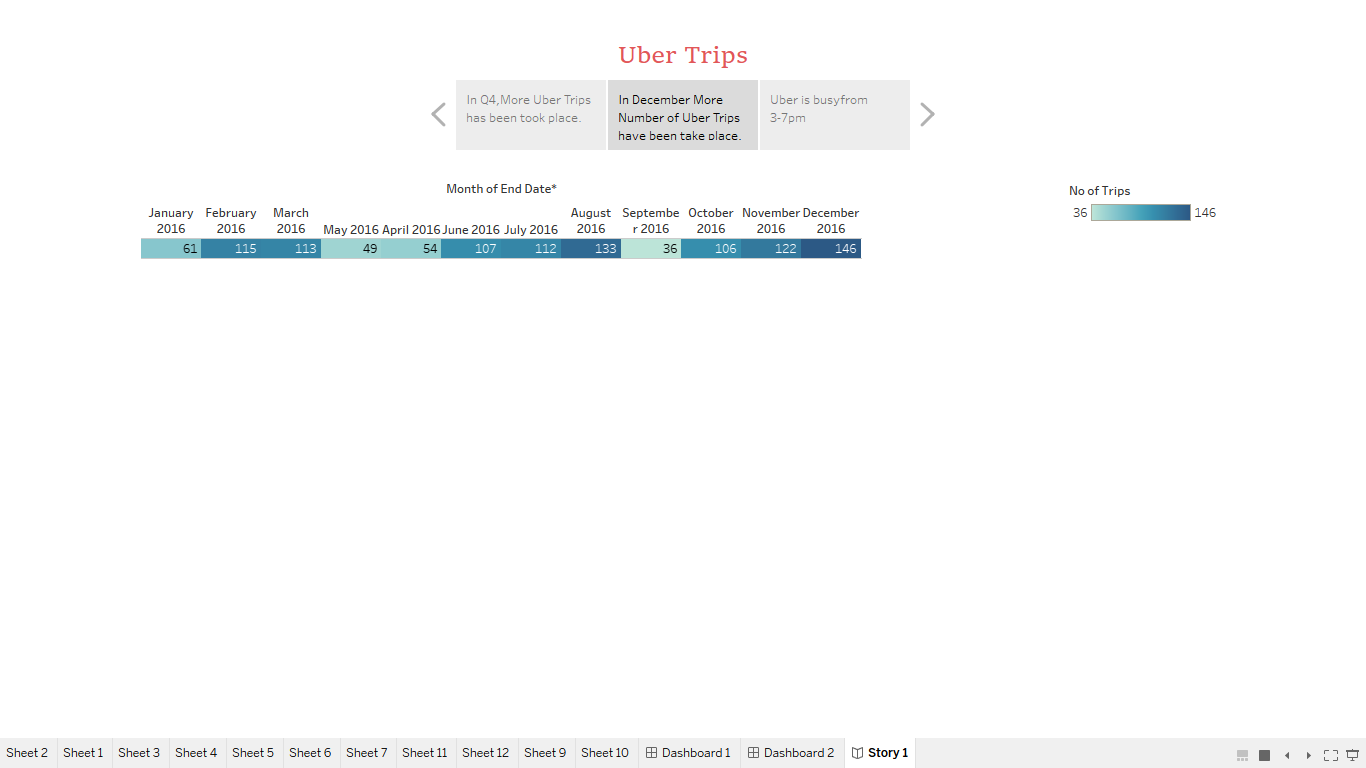 Uber Trips
In Q4,More Uber Trips
has been took place.
In December More
Number of Uber Trips
have been take place.
Uber is busyfrom
3-7pm
Month of End Date*
No of Trips
36 146
January February March August Septembe October November December
2016 2016 2016 May 2016 April 2016 June 2016 July 2016 2016 r 2016 2016 2016 2016
61 115 113 49 54 107 112 133 36 106 122 146
Sheet 2 Sheet 1 Sheet 3 Sheet 4 Sheet 5 Sheet 6 Sheet 7 Sheet 11 Sheet 12 Sheet 9 Sheet 10 Dashboard 1 Dashboard 2 Story 1